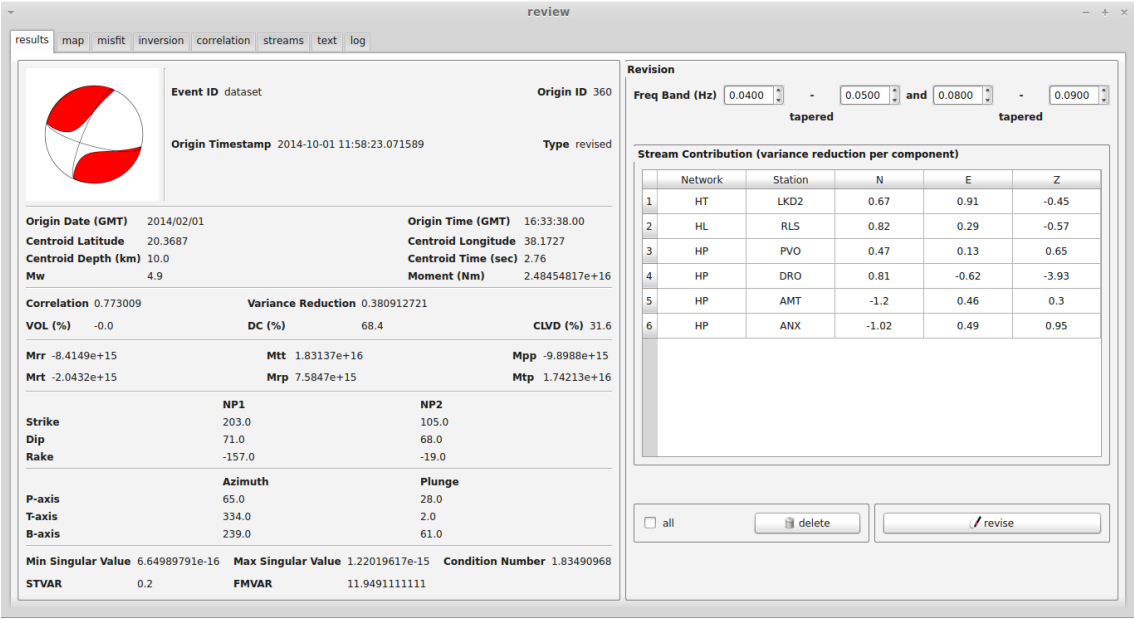 review
results map misfit inversion correlation streams text log
Event ID dataset Origin ID 360
Origin Timestamp 2014-10-01 11:58:23.071589 Type revised
Origin Date (GMT) 2014/02/01 Origin Time (GMT) 16:33:38.00
Centroid Latitude 20.3687 Centroid Longitude 38.1727
Centroid Depth (km) 10.0 Centroid Time (sec) 2.76
Mw 4.9 Moment (Nm) 2.48454817e+16
Correlation 0.773009 Variance Reduction 0.380912721
VOL (%) -0.0 DC (%) 68.4 CLVD (%) 31.6
Mrr -8.4149e+15 Mtt 1.83137e+16 Mpp -9.8988e+15
Mrt -2.0432e+15 Mrp 7.5847e+15 Mtp 1.74213e+16
NP1 NP2
Strike 203.0 105.0
Dip 71.0 68.0
Rake -157.0 -19.0
Azimuth Plunge
P-axis 65.0 28.0
T-axis 334.0 2.0
B-axis 239.0 61.0
Min Singular Value 6.64989791e-16 Max Singular Value 1.22019617e-15 Condition Number 1.83490968
STVAR 0.2 FMVAR 11.9491111111
Revision
Freq Band (Hz) 0.0400 - 0.0500 and 0.0800 - 0.0900
tapered tapered
Stream Contribution (variance reduction per component)
Network Station N E Z
1 HT LKD2 0.67 0.91 -0.45
2 HL RLS 0.82 0.29 -0.57
3 HP PVO 0.47 0.13 0.65
4 HP DRO 0.81 -0.62 -3.93
5 HP AMT -1.2 0.46 0.3
6 HP ANX -1.02 0.49 0.95
all delete revise